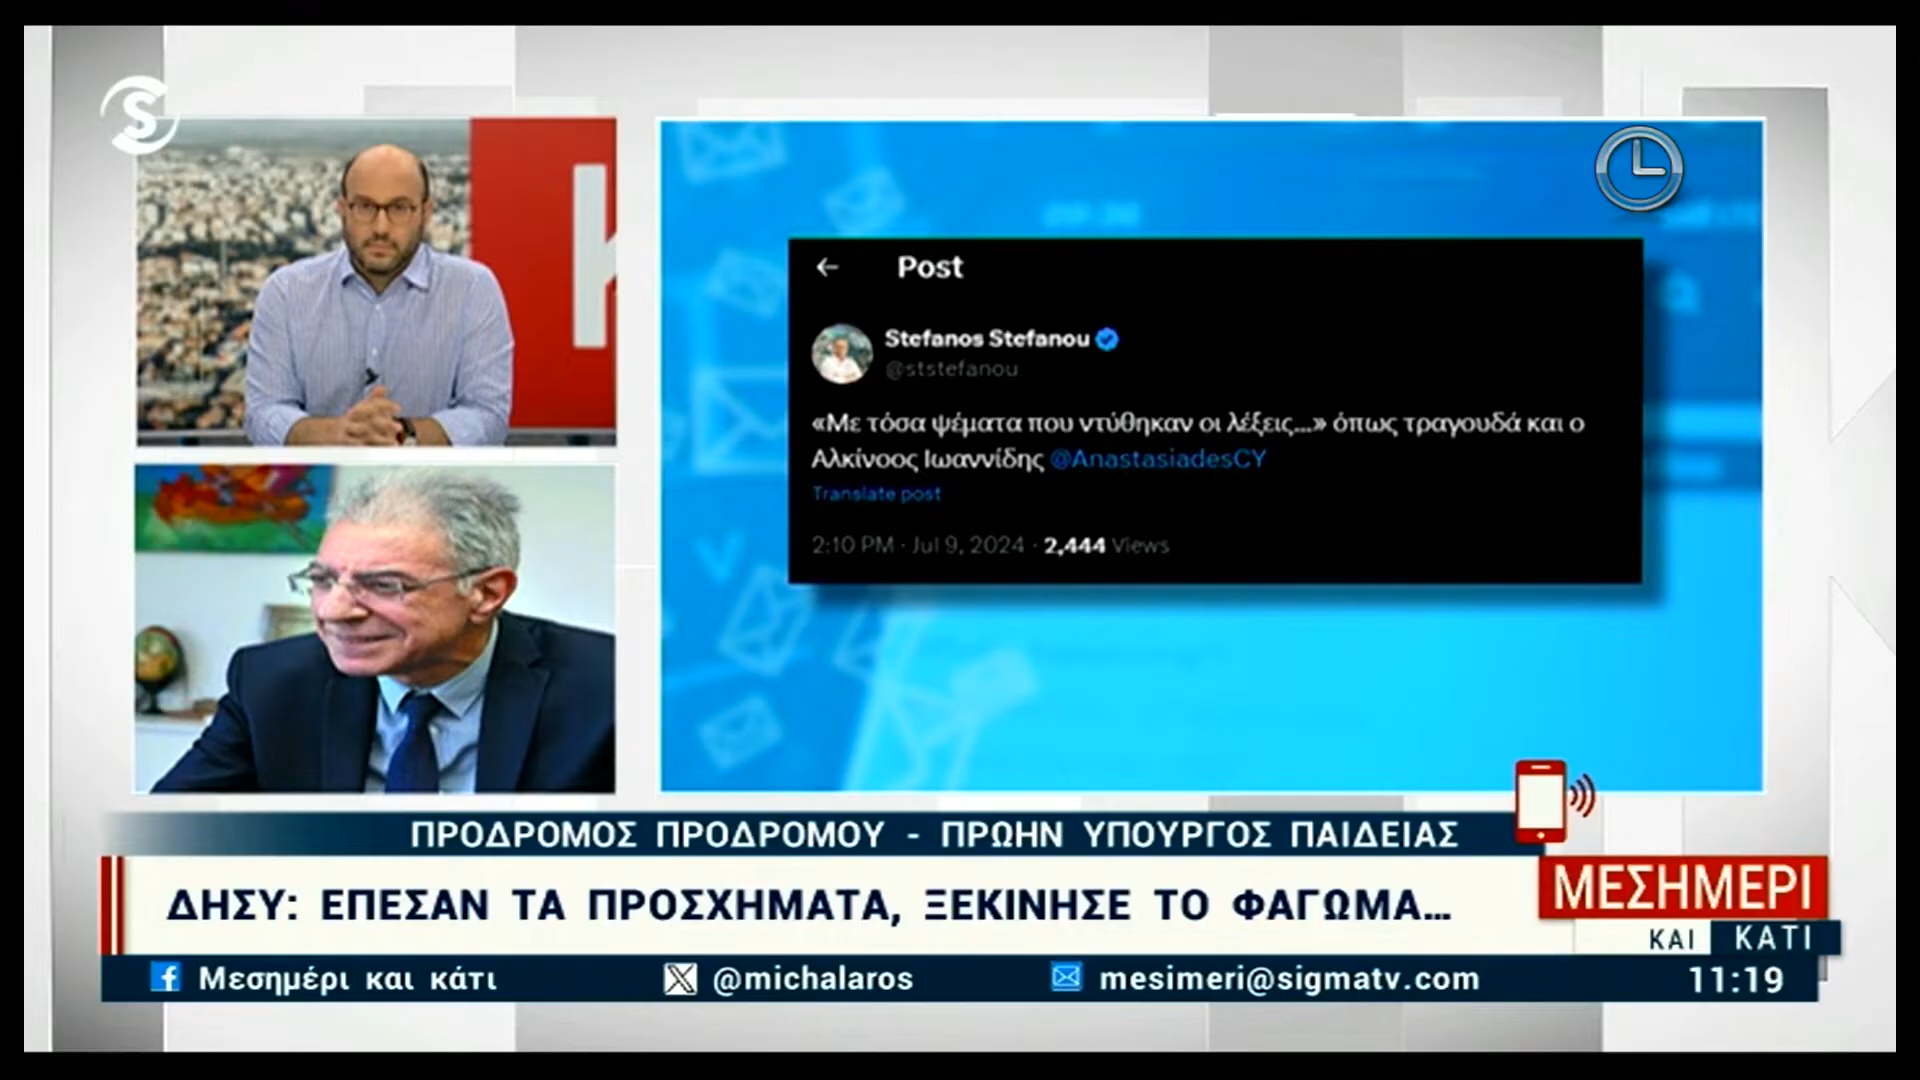 S
K
Post
Stefanos Stefanou
@ststefanou
«Με τόσα ψέματα που ντύθηκαν οι λέξεις...» όπως τραγουδά και ο
Αλκίνοος Ιωαννίδης @AnastasiadesCY
Translate post
2:10 PM · Jul 9, 2024 · 2,444 Views
ΠΡΟΔΡΟΜΟΣ ΠΡΟΔΡΟΜΟΥ - ΠΡΩΗΝ ΥΠΟΥΡΓΟΣ ΠΑΙΔΕΙΑΣ
ΔΗΣΥ: ΕΠΕΣΑΝ ΤΑ ΠΡΟΣΧΗΜΑΤΑ, ΞΕΚΙΝΗΣΕ ΤΟ ΦΑΓΩΜΑ...
ΜΕΣΗΜΕΡΙ
ΚΑΙ ΚΑΤΙ
Μεσημέρι και κάτι @michalaros mesimeri@sigmatv.com 11:19